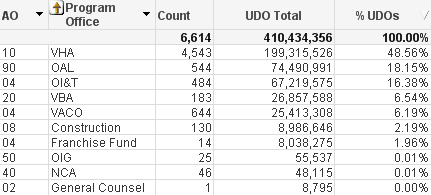 AO Program Office Count UDO Total % UDOs
6,614 410,434,356 100.00%
10 VHA 4,543 199,315,526 48.56%
90 OAL 544 74,490,991 18.15%
04 OI&T 484 67,219,575 16.38%
20 VBA 183 26,857,588 6.54%
04 VACO 644 25,413,308 6.19%
08 Construction 130 8,986,646 2.19%
04 Franchise Fund 14 8,038,275 1.96%
50 OIG 25 55,537 0.01%
40 NCA 46 48,115 0.01%
02 General Counsel 1 8,795 0.00%